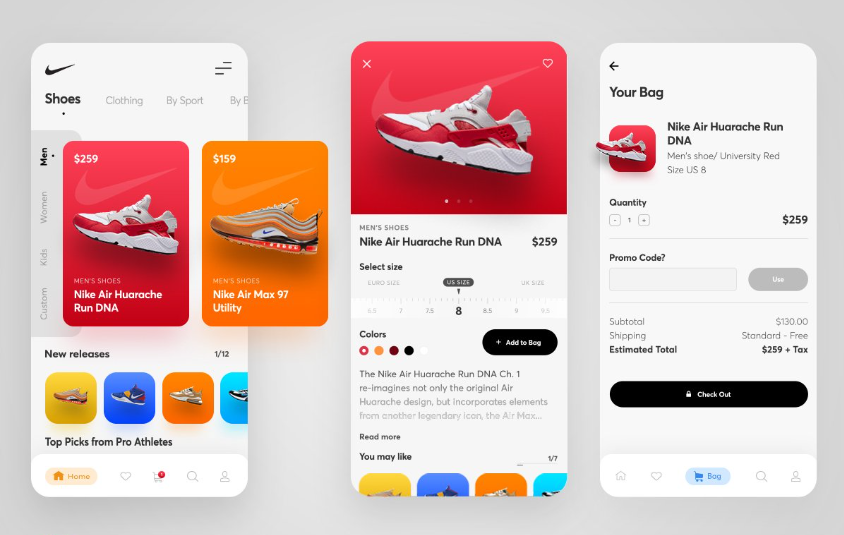 Shoes
Clothing
By Sport
By E
Men
Women
Kids
Custom
$259
MEN'S SHOES
Nike Air Huarache
Run DNA
$159
MEN'S SHOES
Nike Air Max 97
Utility
New releases
1/12
Top Picks from Pro Athletes
Home
MEN'S SHOES
Nike Air Huarache Run DNA
$259
Select size
EURO SIZE
US SIZE
UK SIZE
6.5
7
7.5
8
8.5
9
9.5
Colors
+ Add to Bag
The Nike Air Huarache Run DNA Ch. 1
re-imagines not only the original Air
Huarache design, but incorporates elements
from another legendary icon, the Air Max...
Read more
You may like
1/7
Your Bag
Nike Air Huarache Run
DNA
Men's shoe/ University Red
Size US 8
Quantity
- 1 +
$259
Promo Code?
Use
Subtotal
$130.00
Shipping
Standard - Free
Estimated Total
$259 + Tax
Check Out
Bag